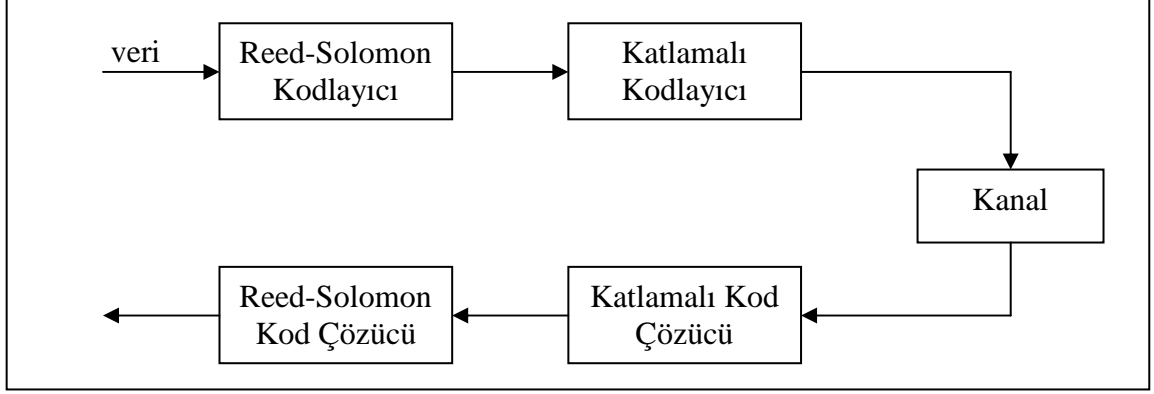 veri
Reed-Solomon
Kodlayıcı
Katlamalı
Kodlayıcı
Kanal
Reed-Solomon
Kod Çözücü
Katlamalı Kod
Çözücü